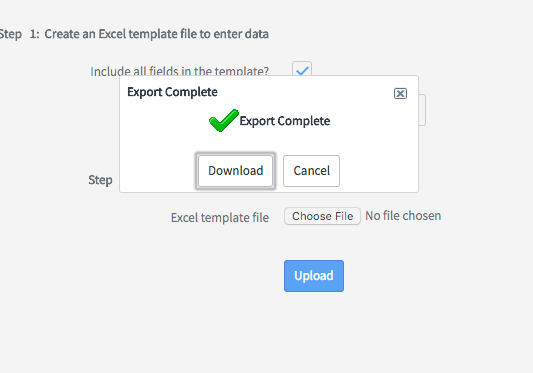 Step 1: Create an Excel template file to enter data
Include all fields in the template?
Export Complete
Export Complete
Download Cancel
Step
Excel template file Choose File No file chosen
Upload